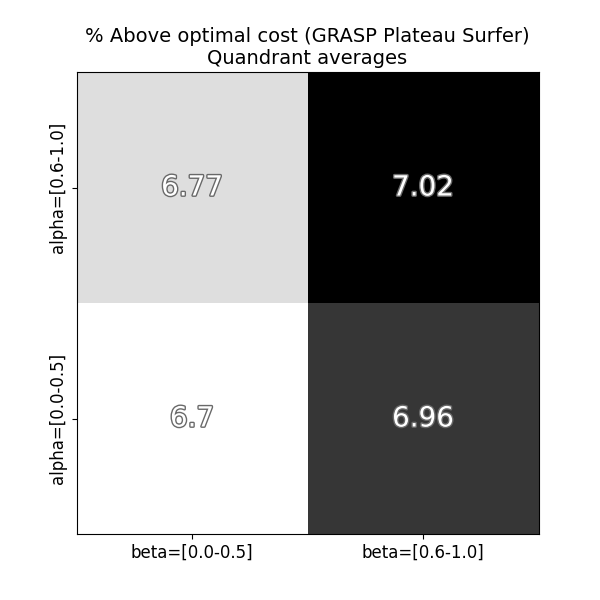 % Above optimal cost (GRASP Plateau Surfer)
Quandrant averages
alpha=[0.6-1.0]
6.77
7.02
alpha=[0.0-0.5]
6.7
6.96
beta=[0.0-0.5]
beta=[0.6-1.0]